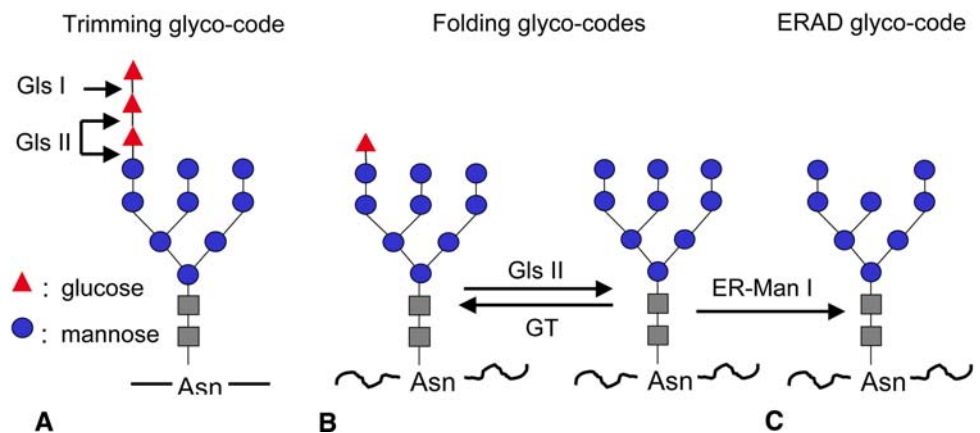 Trimming glyco-code
Folding glyco-codes
ERAD glyco-code
Gls I
Gls II
: glucose
: mannose
Gls II
GT
ER-Man I
Asn
Asn
Asn
Asn
A
B
C